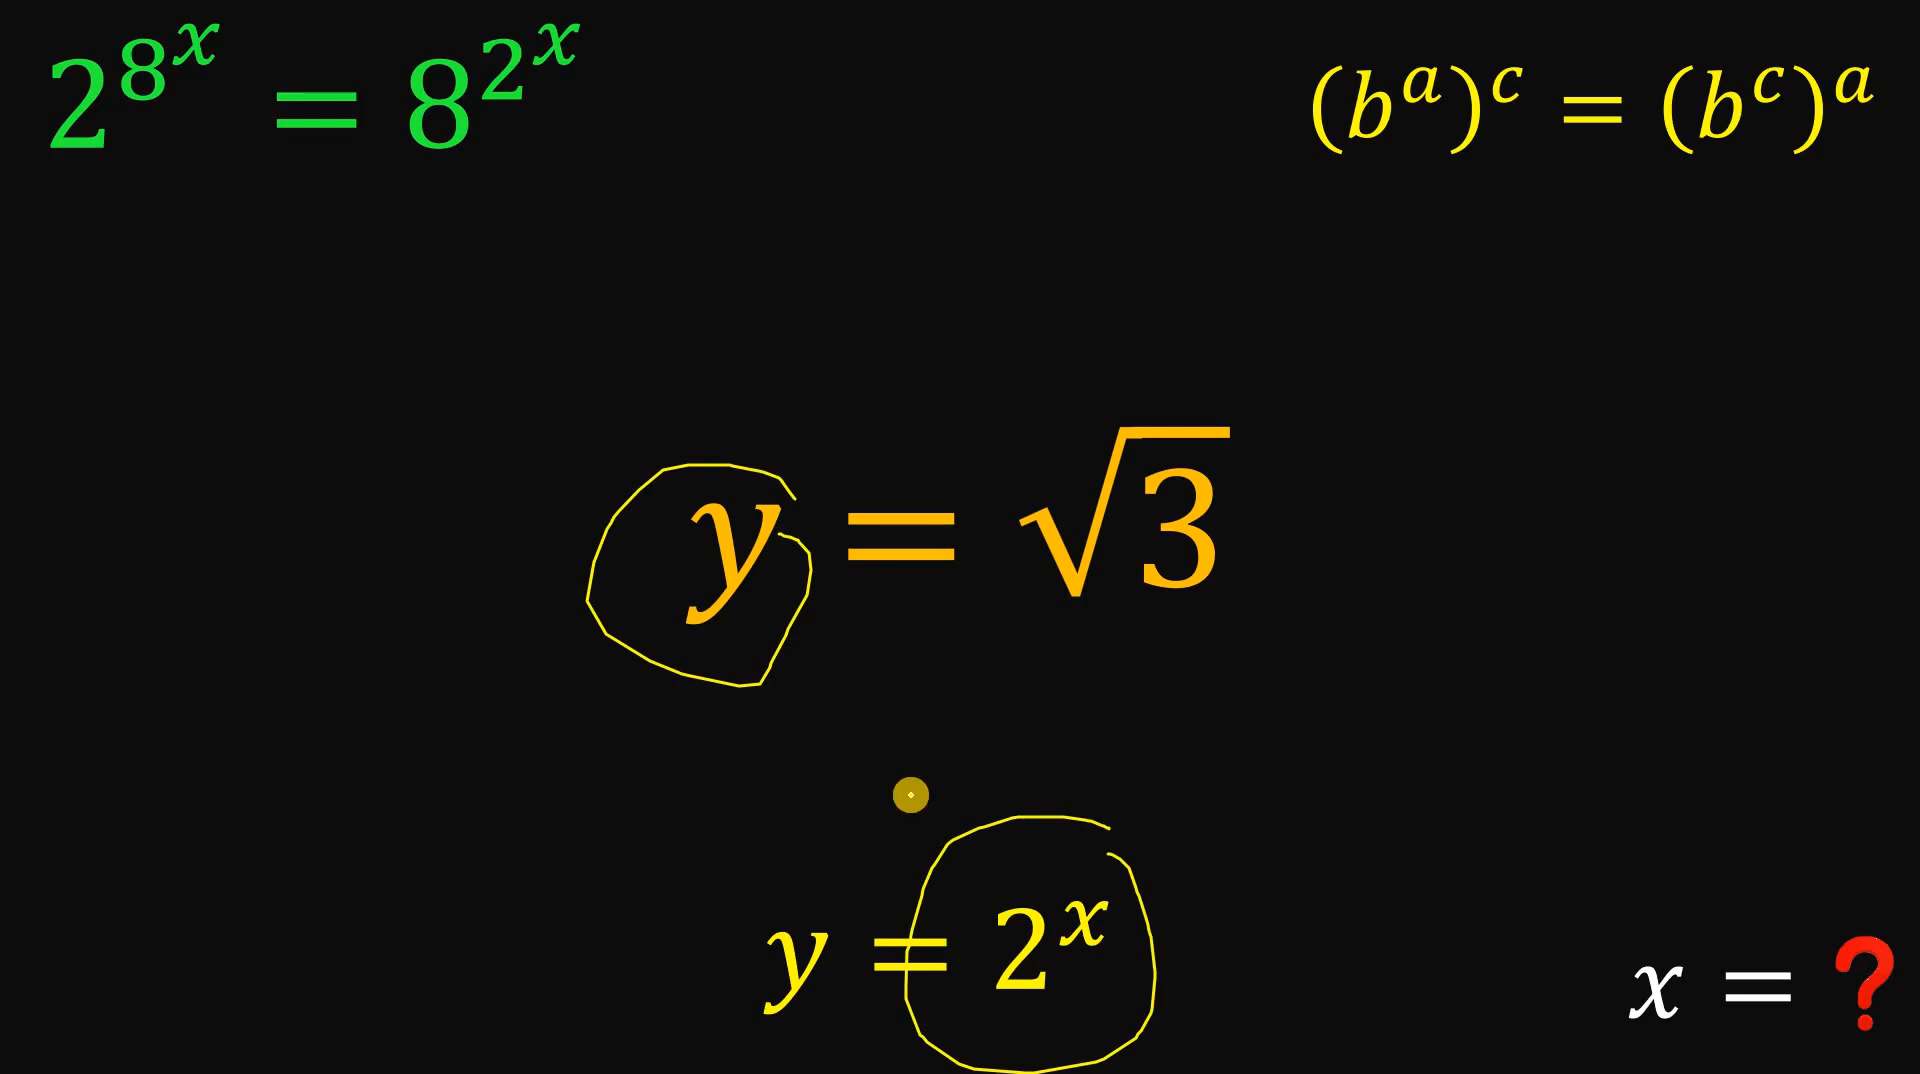 2^{8^x} = 8^{2^x}
(b^a)^c = (b^c)^a
y = √3
y = 2^x
x = ?